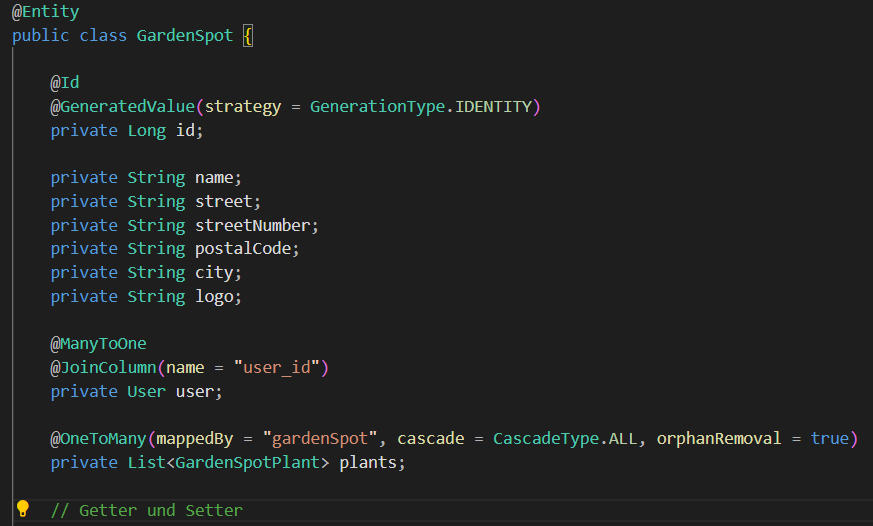 @Entity
public class GardenSpot {
@Id
@GeneratedValue(strategy = GenerationType.IDENTITY)
private Long id;
private String name;
private String street;
private String streetNumber;
private String postalCode;
private String city;
private String logo;
@ManyToOne
@JoinColumn(name = "user_id")
private User user;
@OneToMany(mappedBy = "gardenSpot", cascade = CascadeType.ALL, orphanRemoval = true)
private List<GardenSpotPlant> plants;
// Getter und Setter